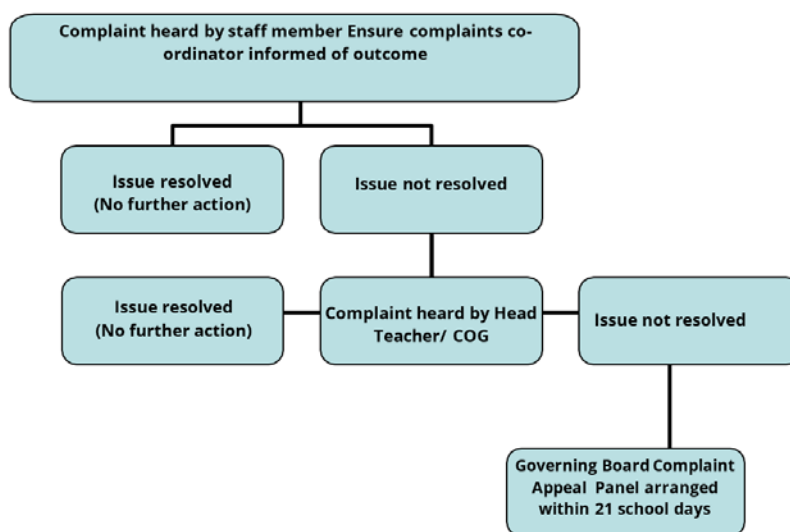 Complaint heard by staff member Ensure complaints co-
ordinator informed of outcome
Issue resolved
(No further action)
Issue not resolved
Issue resolved
(No further action)
Complaint heard by Head
Teacher/ COG
Issue not resolved
Governing Board Complaint
Appeal Panel arranged
within 21 school days